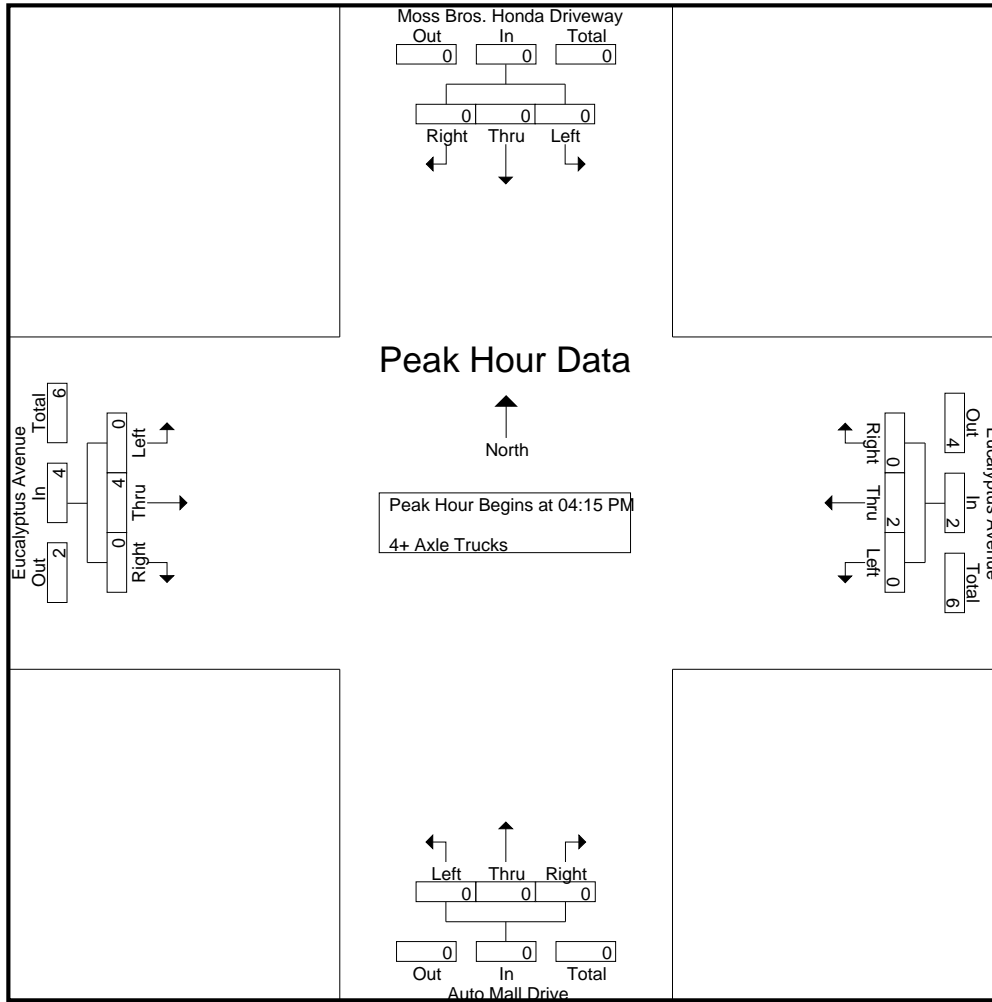 Moss Bros. Honda Driveway
Out In Total
0 0 0
0 0 0
Right Thru Left
Peak Hour Data
North
Peak Hour Begins at 04:15 PM
4+ Axle Trucks
Eucalyptus Avenue
Total In Out
6 4 2
0 4 0
Left Thru Right
Right Thru Left
0 2 0
4 2 6
Out In Total
Eucalyptus Avenue
Left Thru Right
0 0 0
0 0 0
Out In Total
Auto Mall Drive